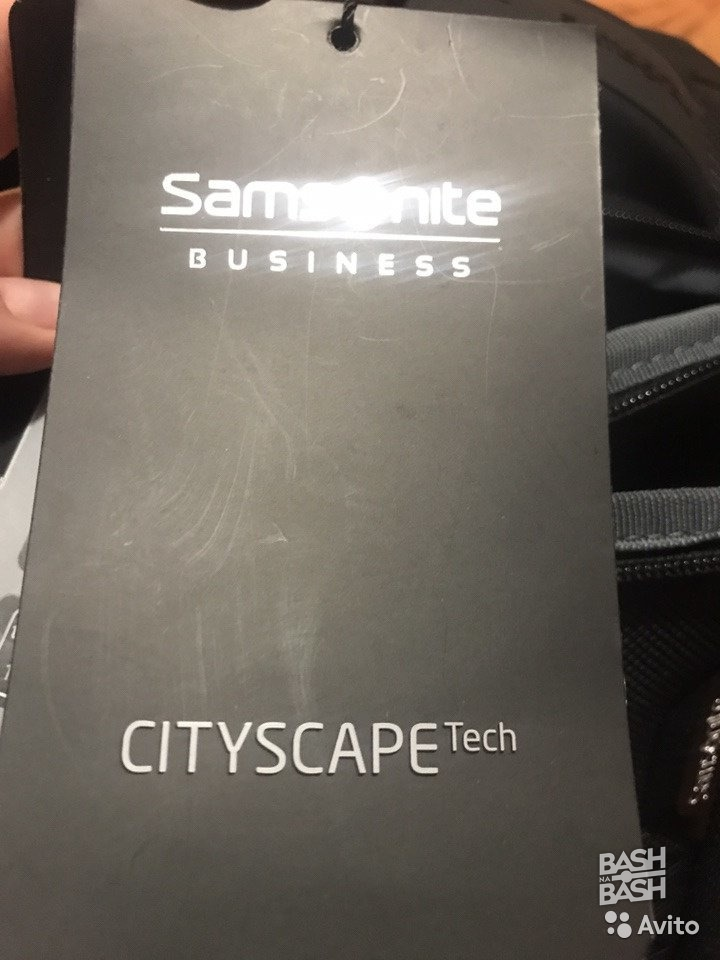 Samsonite
BUSINESS
CITYSCAPE Tech
BASH
NA
BASH
Avito